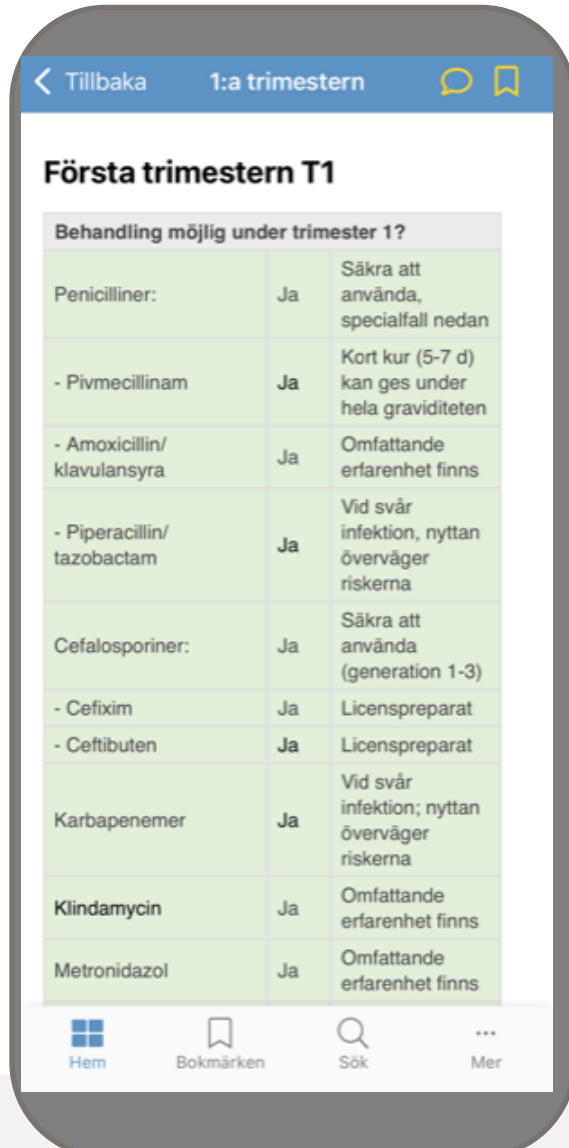 Tillbaka 1:a trimestern
Första trimestern T1
Behandling möjlig under trimester 1?
Penicilliner: Ja Säkra att
använda,
specialfall nedan
- Pivmecillinam Ja Kort kur (5-7 d)
kan ges under
hela graviditeten
- Amoxicillin/
klavulansyra Ja Omfattande
erfarenhet finns
- Piperacillin/
tazobactam Ja Vid svår
infektion, nyttan
överväger
riskerna
Cefalosporiner: Ja Säkra att
använda
(generation 1-3)
- Cefixim Ja Licenspreparat
- Ceftibuten Ja Licenspreparat
Karbapenemer Ja Vid svår
infektion; nyttan
överväger
riskerna
Klindamycin Ja Omfattande
erfarenhet finns
Metronidazol Ja Omfattande
erfarenhet finns
Hem Bokmärken Sök Mer